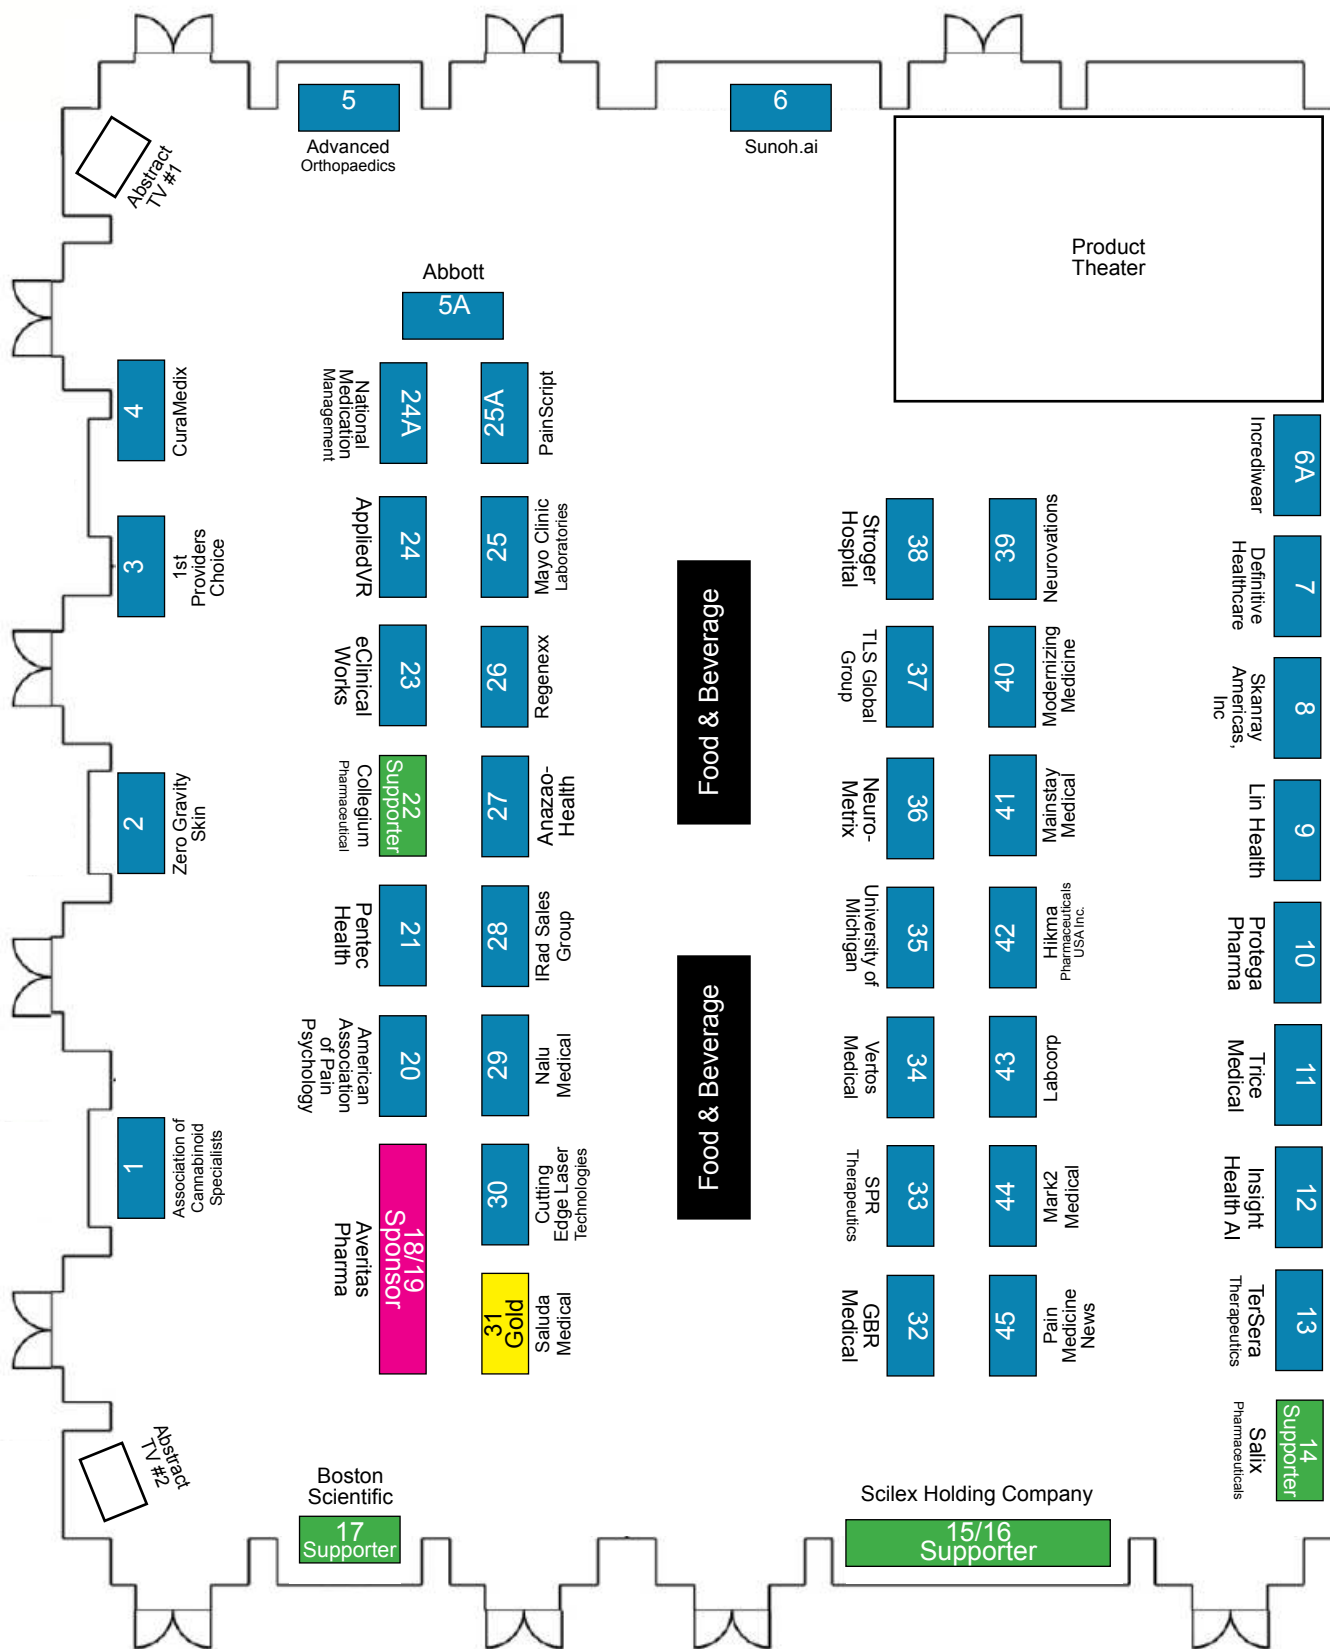 5
Advanced
Orthopaedics
6
Sunoh.ai
Abstract
TV #1
Product
Theater
Abbott
5A
4
CuraMedix
National
Medication
Management
24A
25A
PainScript
Incrediwear
6A
3
1st
Providers
Choice
AppliedVR
24
25
Mayo Clinic
Laboratories
Stroger
Hospital
38
39
Neurovations
Definitive
Healthcare
7
eClinical
Works
23
26
Regenexx
Food & Beverage
TLS Global
Group
37
40
Modernizing
Medicine
Skanray
Americas,
Inc
8
2
Zero Gravity
Skin
Collegium
Pharmaceutical
22
Supporter
27
Anazao-
Health
Neuro-
Metrix
36
41
Mainstay
Medical
Lin Health
9
Pentec
Health
21
28
IRad Sales
Group
University of
Michigan
35
42
Hikma
Pharmaceuticals
USA Inc.
Protega
Pharma
10
1
Association of
Cannabinoid
Specialists
American
Association
of Pain
Psychology
20
29
Nalu
Medical
Food & Beverage
Vertos
Medical
34
43
Labcorp
Trice
Medical
11
Averitas
Pharma
18/19
Sponsor
30
Cutting
Edge Laser
Technologies
SPR
Therapeutics
33
44
Mark2
Medical
Insight
Health AI
12
31
Gold
Saluda
Medical
GBR
Medical
32
45
Pain
Medicine
News
TerSera
Therapeutics
13
Abstract
TV #2
Salix
Pharmaceuticals
14
Supporter
Boston
Scientific
17
Supporter
Scilex Holding Company
15/16
Supporter